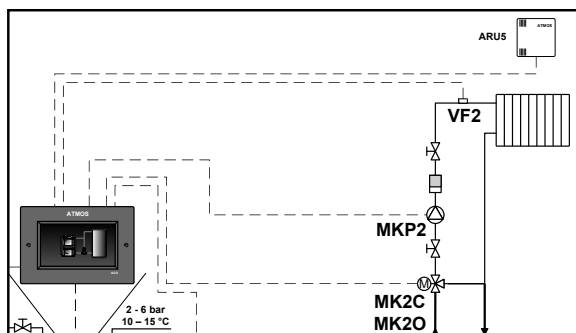 ATMOS
ARU5
VF2
MKP2
ATMOS
M
MK2C
MK2O
2 - 6 bar
10 – 15 °C